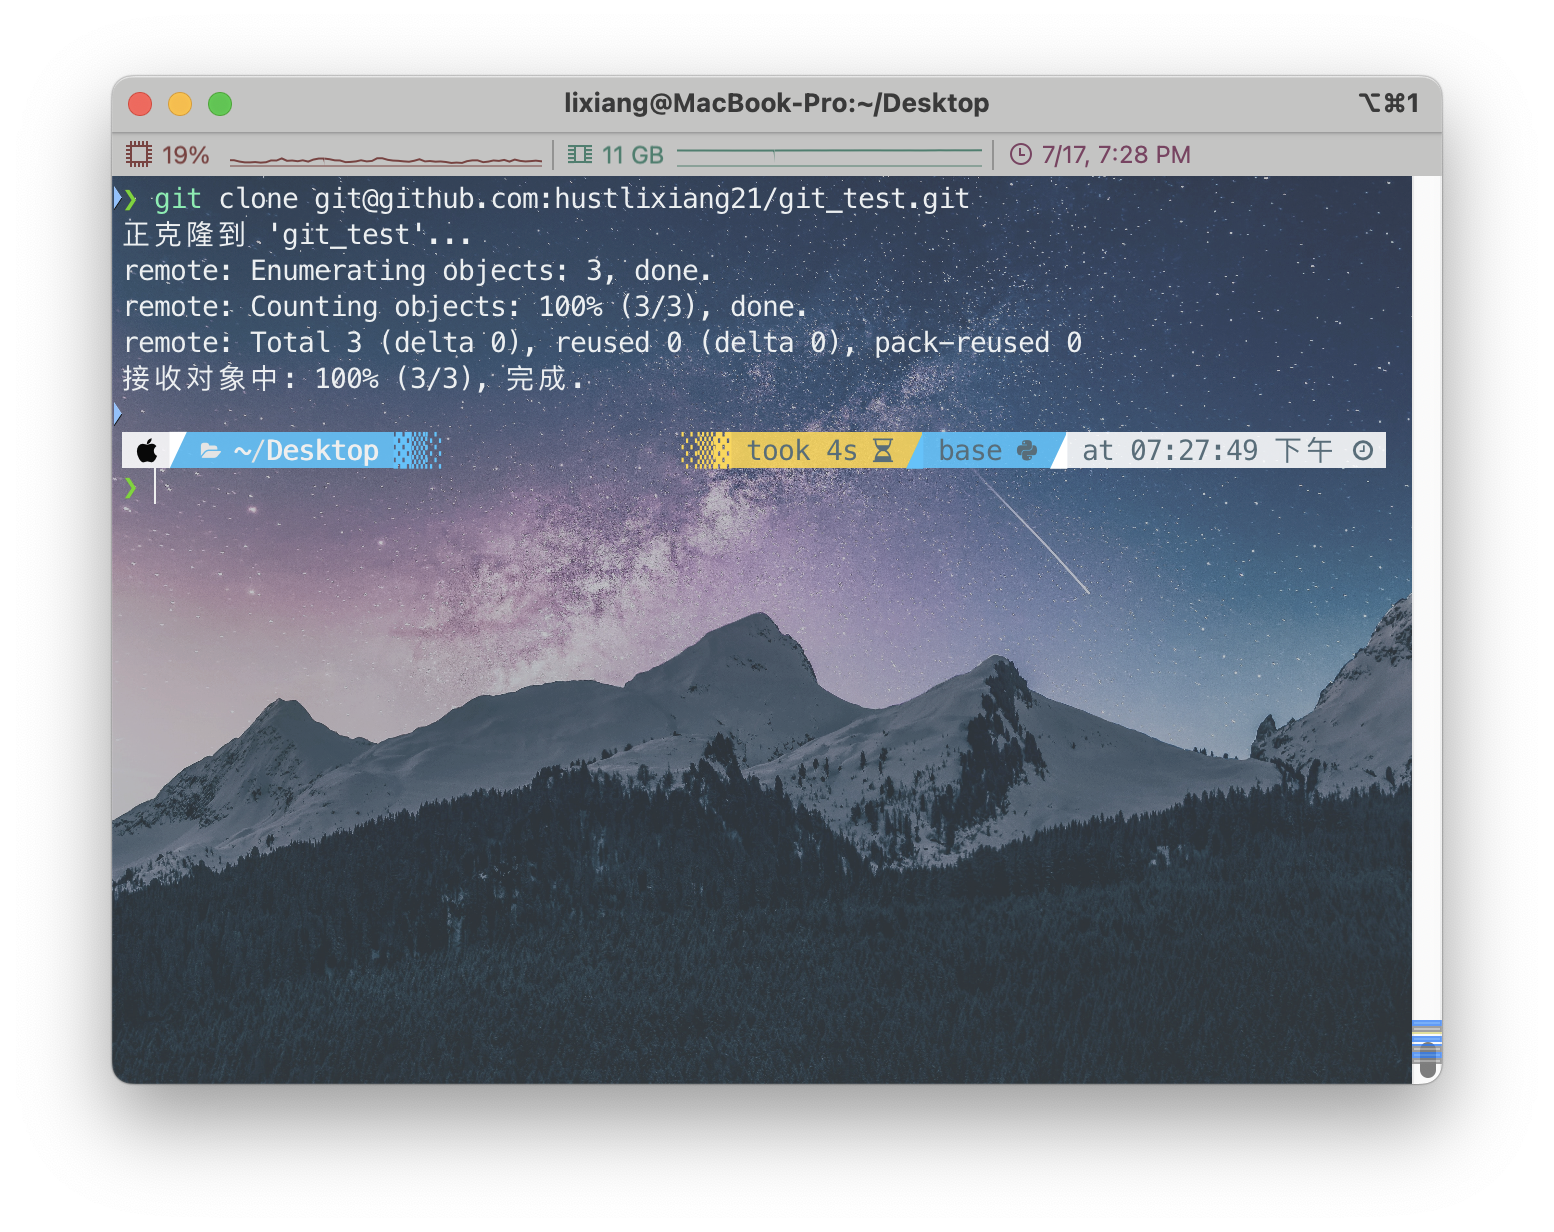 lixiang@MacBook-Pro:~/Desktop ⌥⌘1
19% 11 GB 7/17, 7:28 PM
❯ git clone git@github.com:hustlixiang21/git_test.git
正克隆到 'git_test'...
remote: Enumerating objects: 3, done.
remote: Counting objects: 100% (3/3), done.
remote: Total 3 (delta 0), reused 0 (delta 0), pack-reused 0
接收对象中: 100% (3/3), 完成.
~/Desktop took 4s base at 07:27:49 下午
❯